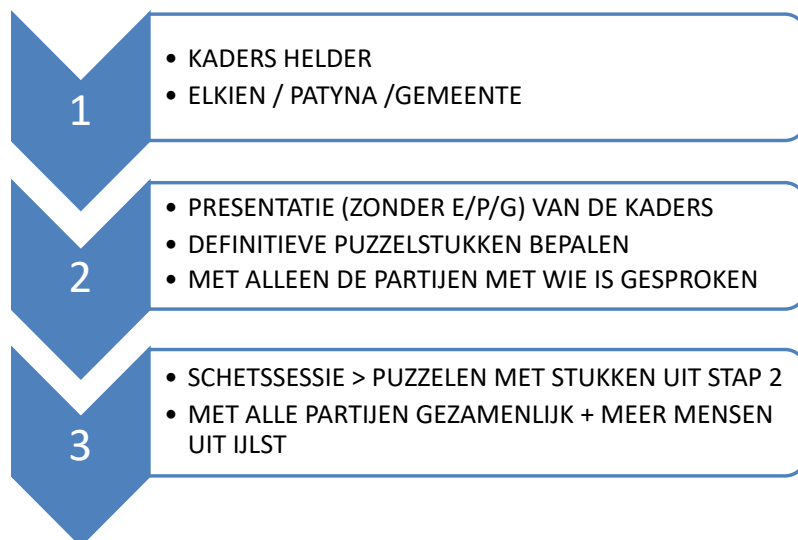 1
• KADERS HELDER
• ELKIEN / PATYNA /GEMEENTE
2
• PRESENTATIE (ZONDER E/P/G) VAN DE KADERS
• DEFINITIEVE PUZZELSTUKKEN BEPALEN
• MET ALLEEN DE PARTIJEN MET WIE IS GESPROKEN
3
• SCHETSSESSIE > PUZZELEN MET STUKKEN UIT STAP 2
• MET ALLE PARTIJEN GEZAMENLIJK + MEER MENSEN
UIT IJLST